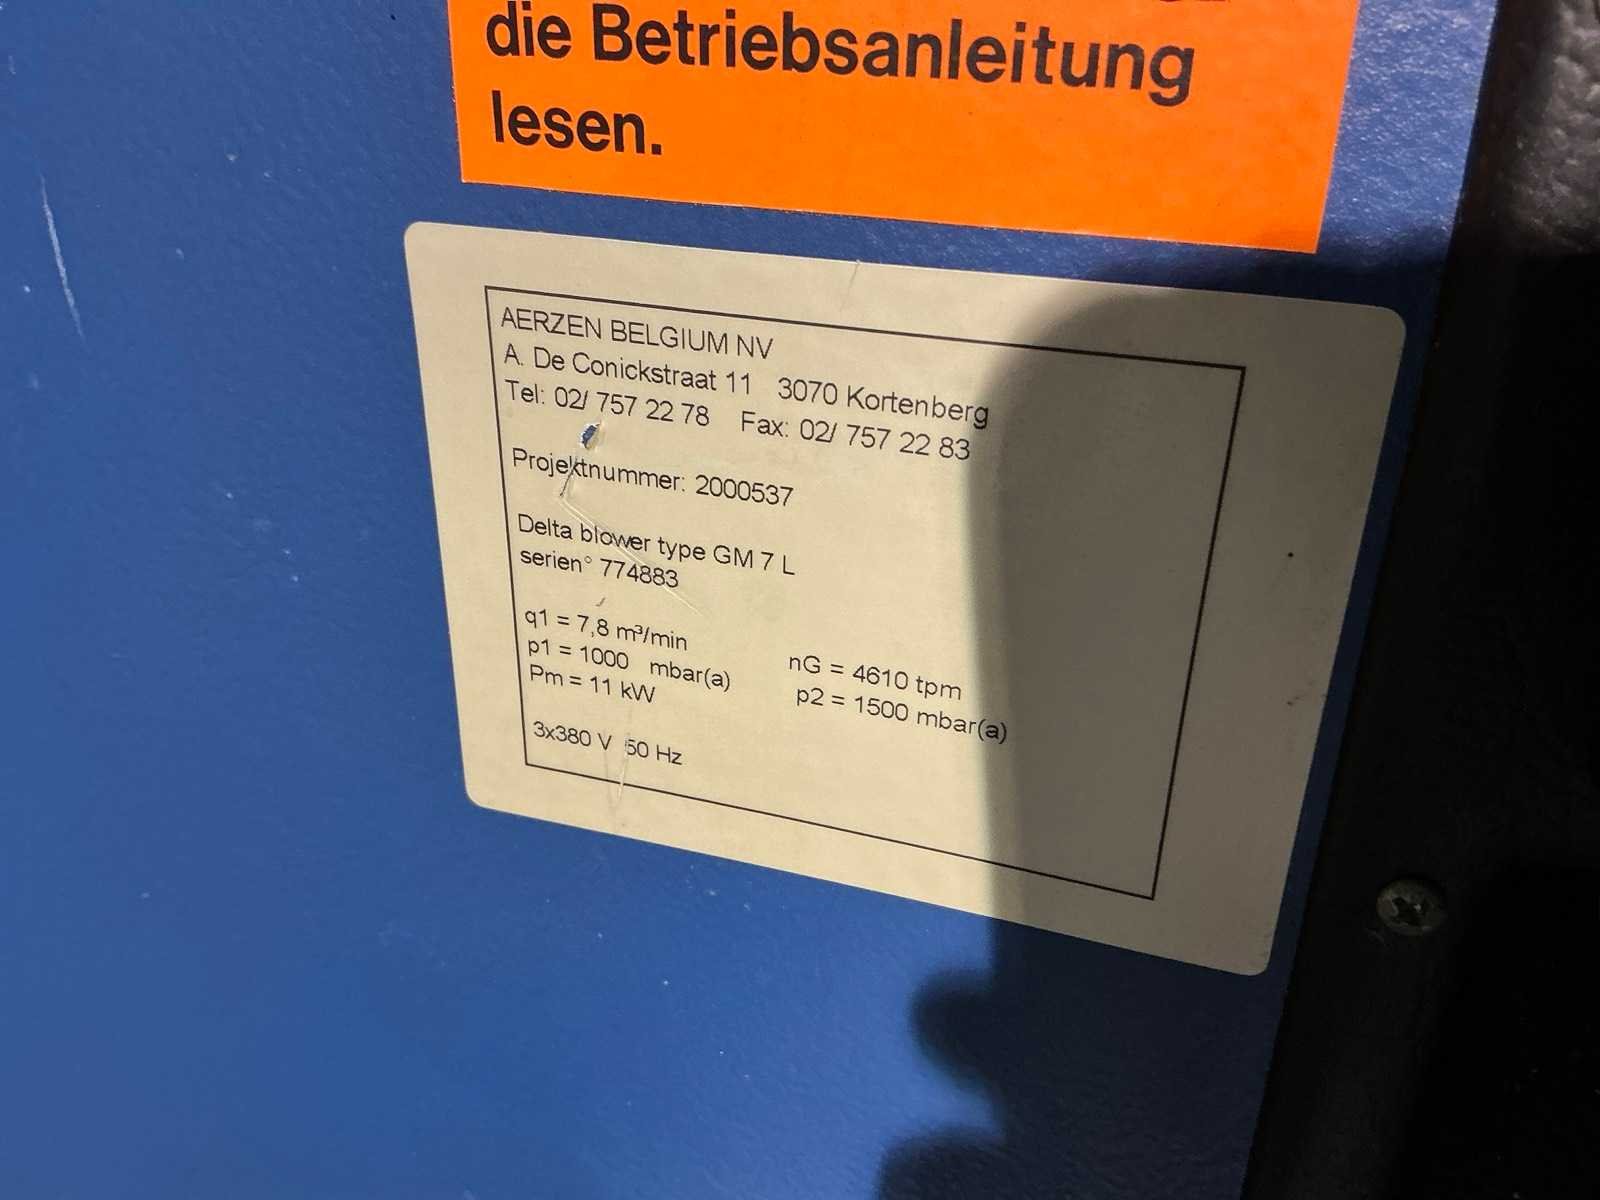 die Betriebsanleitung
lesen.
AERZEN BELGIUM NV
A. De Conickstraat 11 3070 Kortenberg
Tel: 02/ 757 22 78 Fax: 02/ 757 22 83
Projektnummer: 2000537
Delta blower type GM 7 L
serien° 774883
q1 = 7,8 m³/min nG = 4610 tpm
p1 = 1000 mbar(a) p2 = 1500 mbar(a)
Pm = 11 kW
3x380 V 50 Hz